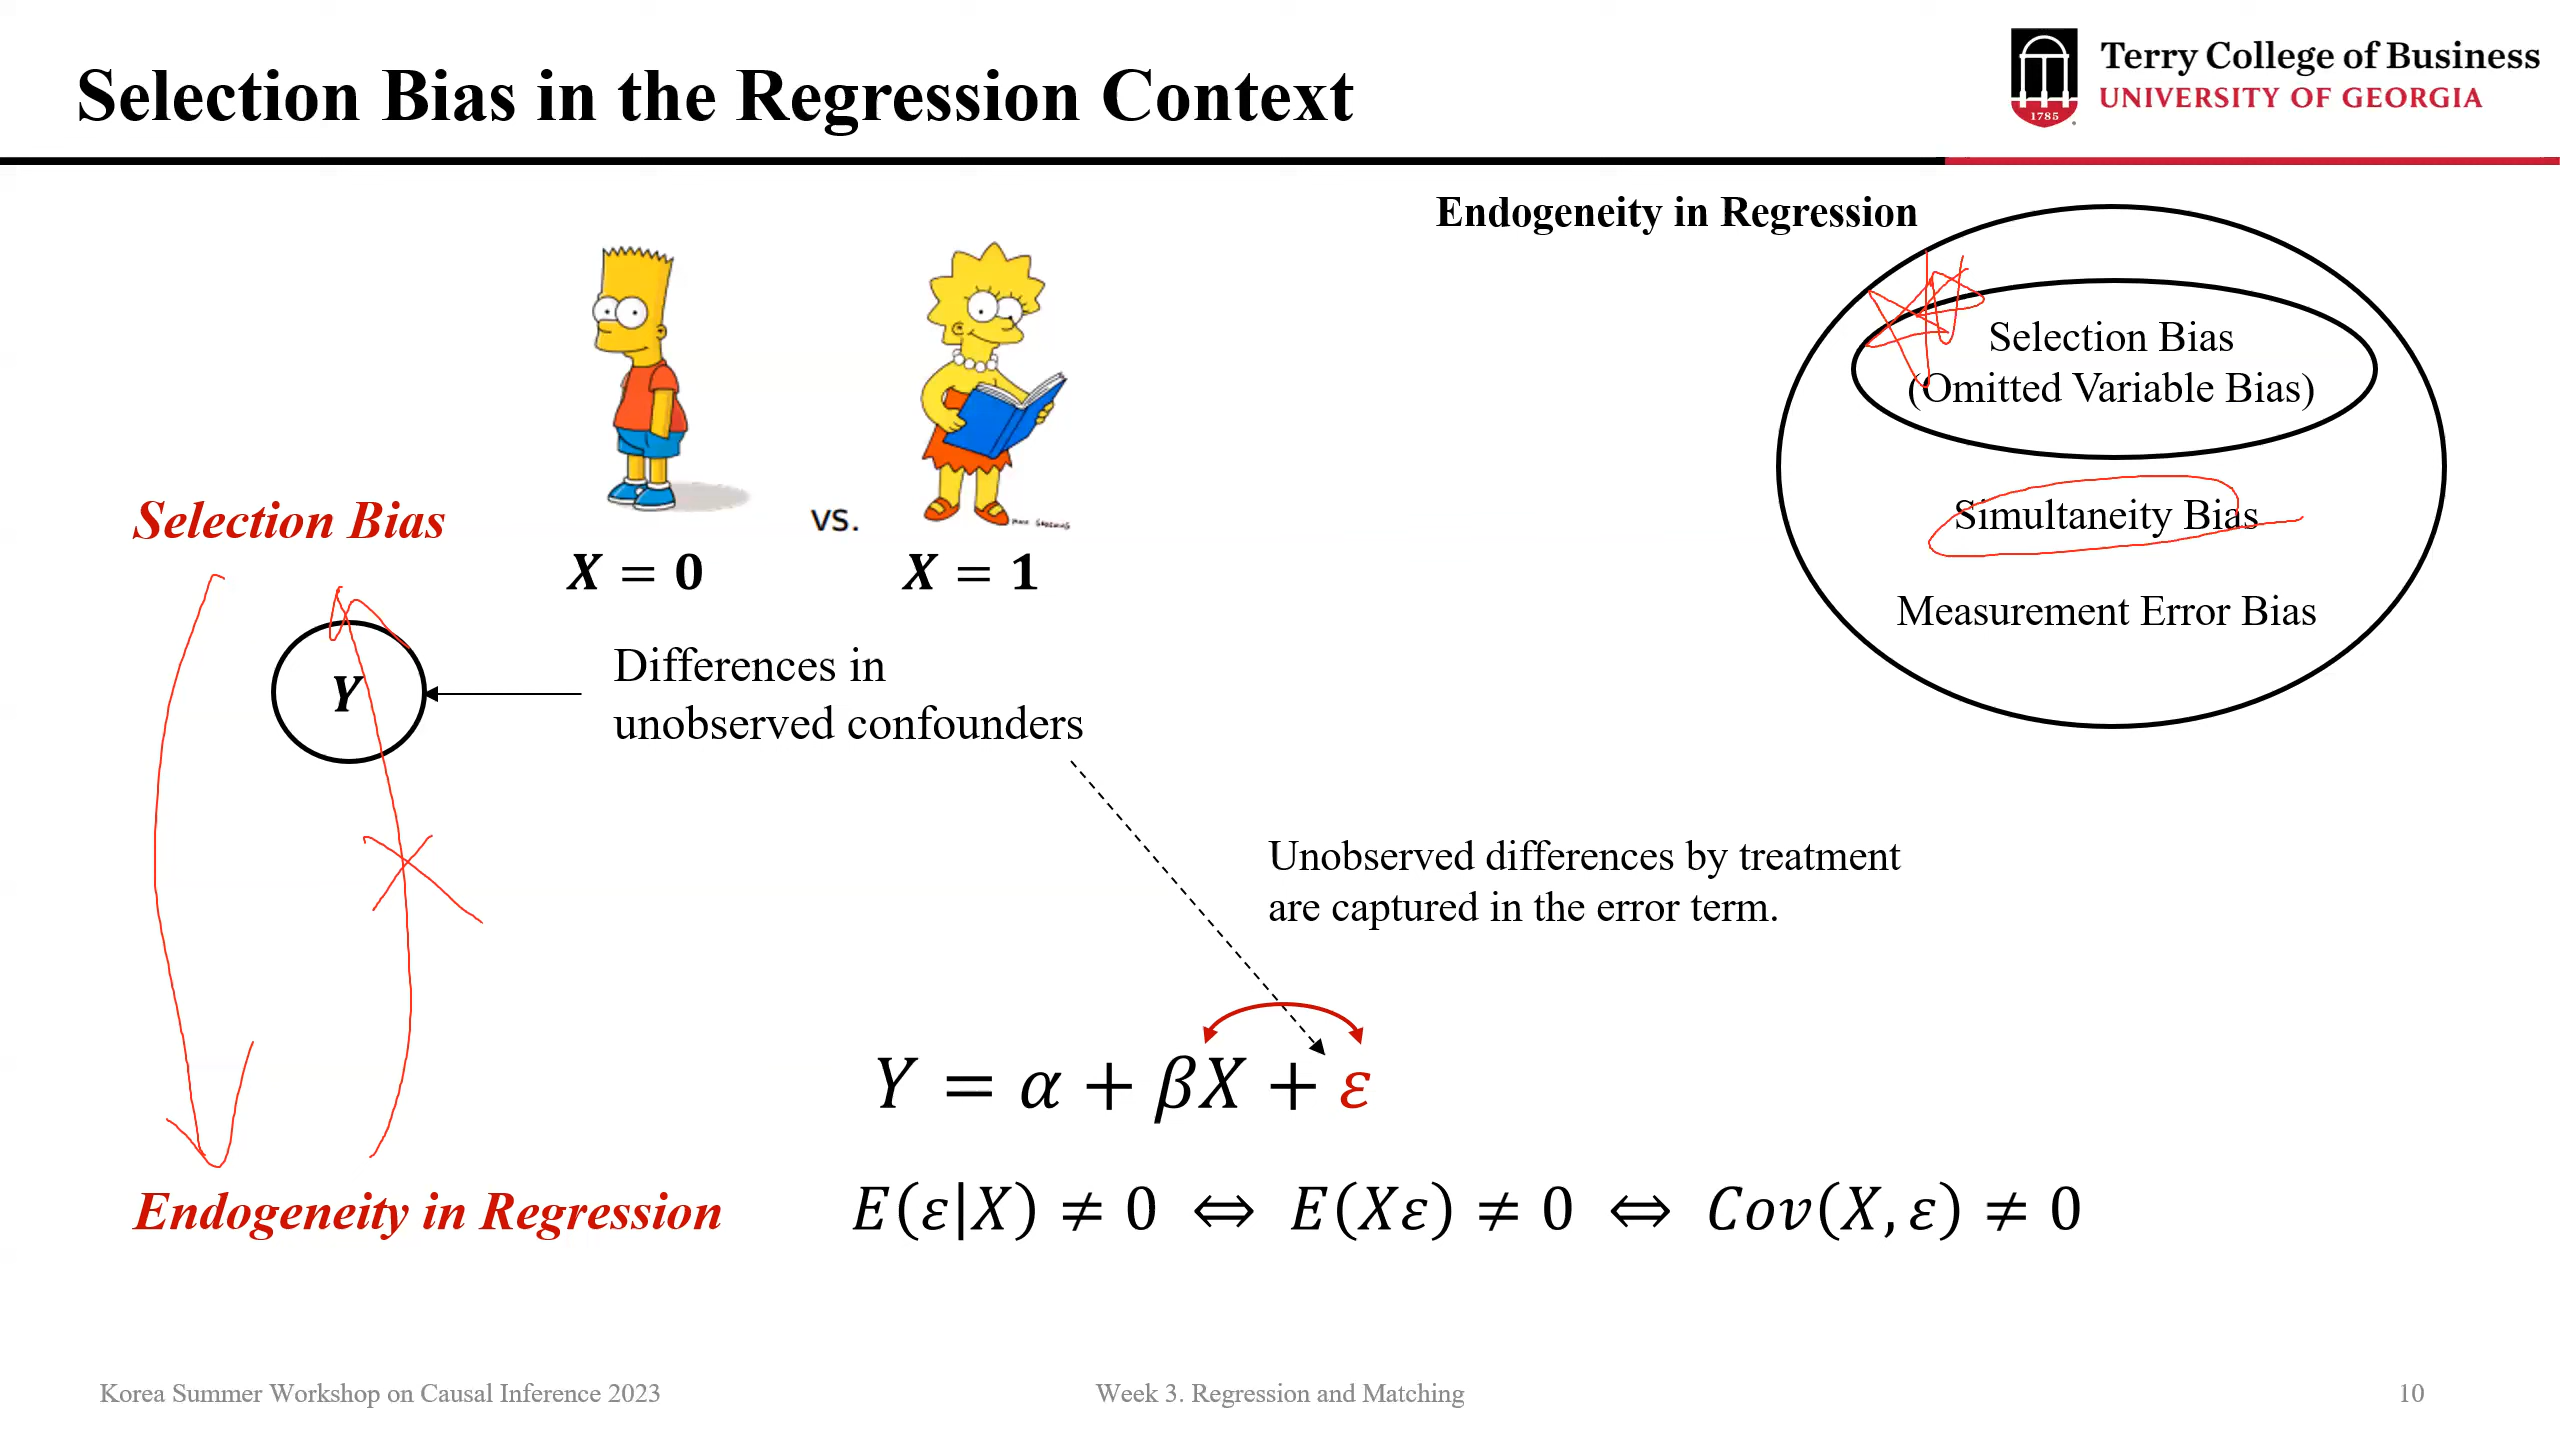 Selection Bias in the Regression Context
Terry College of Business
UNIVERSITY OF GEORGIA
1785
Endogeneity in Regression
Selection Bias
(Omitted Variable Bias)
Simultaneity Bias
Measurement Error Bias
Selection Bias
vs.
X = 0
X = 1
Y
Differences in
unobserved confounders
Unobserved differences by treatment
are captured in the error term.
Y = α + βX + ε
Endogeneity in Regression
E(ε|X) ≠ 0 ⇔ E(Xε) ≠ 0 ⇔ Cov(X, ε) ≠ 0
Korea Summer Workshop on Causal Inference 2023
Week 3. Regression and Matching
10